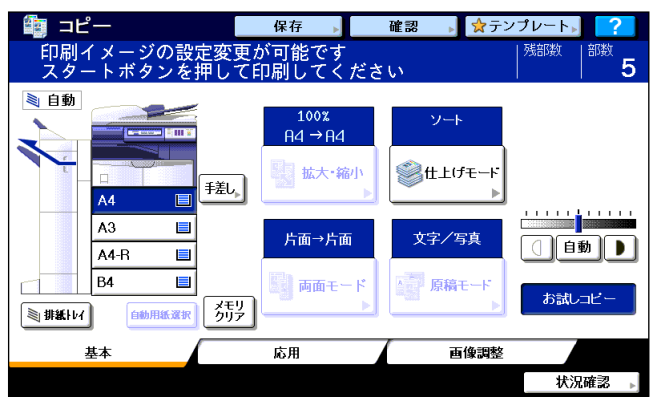 コピー
保存
確認
テンプレート
?
印刷イメージの設定変更が可能です
スタートボタンを押して印刷してください
残部数
部数
5
自動
A4
A3
A4-R
B4
手差し
排紙トレイ
自動用紙選択
メモリ
クリア
100%
A4→A4
拡大・縮小
ソート
仕上げモード
片面→片面
両面モード
文字/写真
原稿モード
自動
お試しコピー
基本
応用
画像調整
状況確認